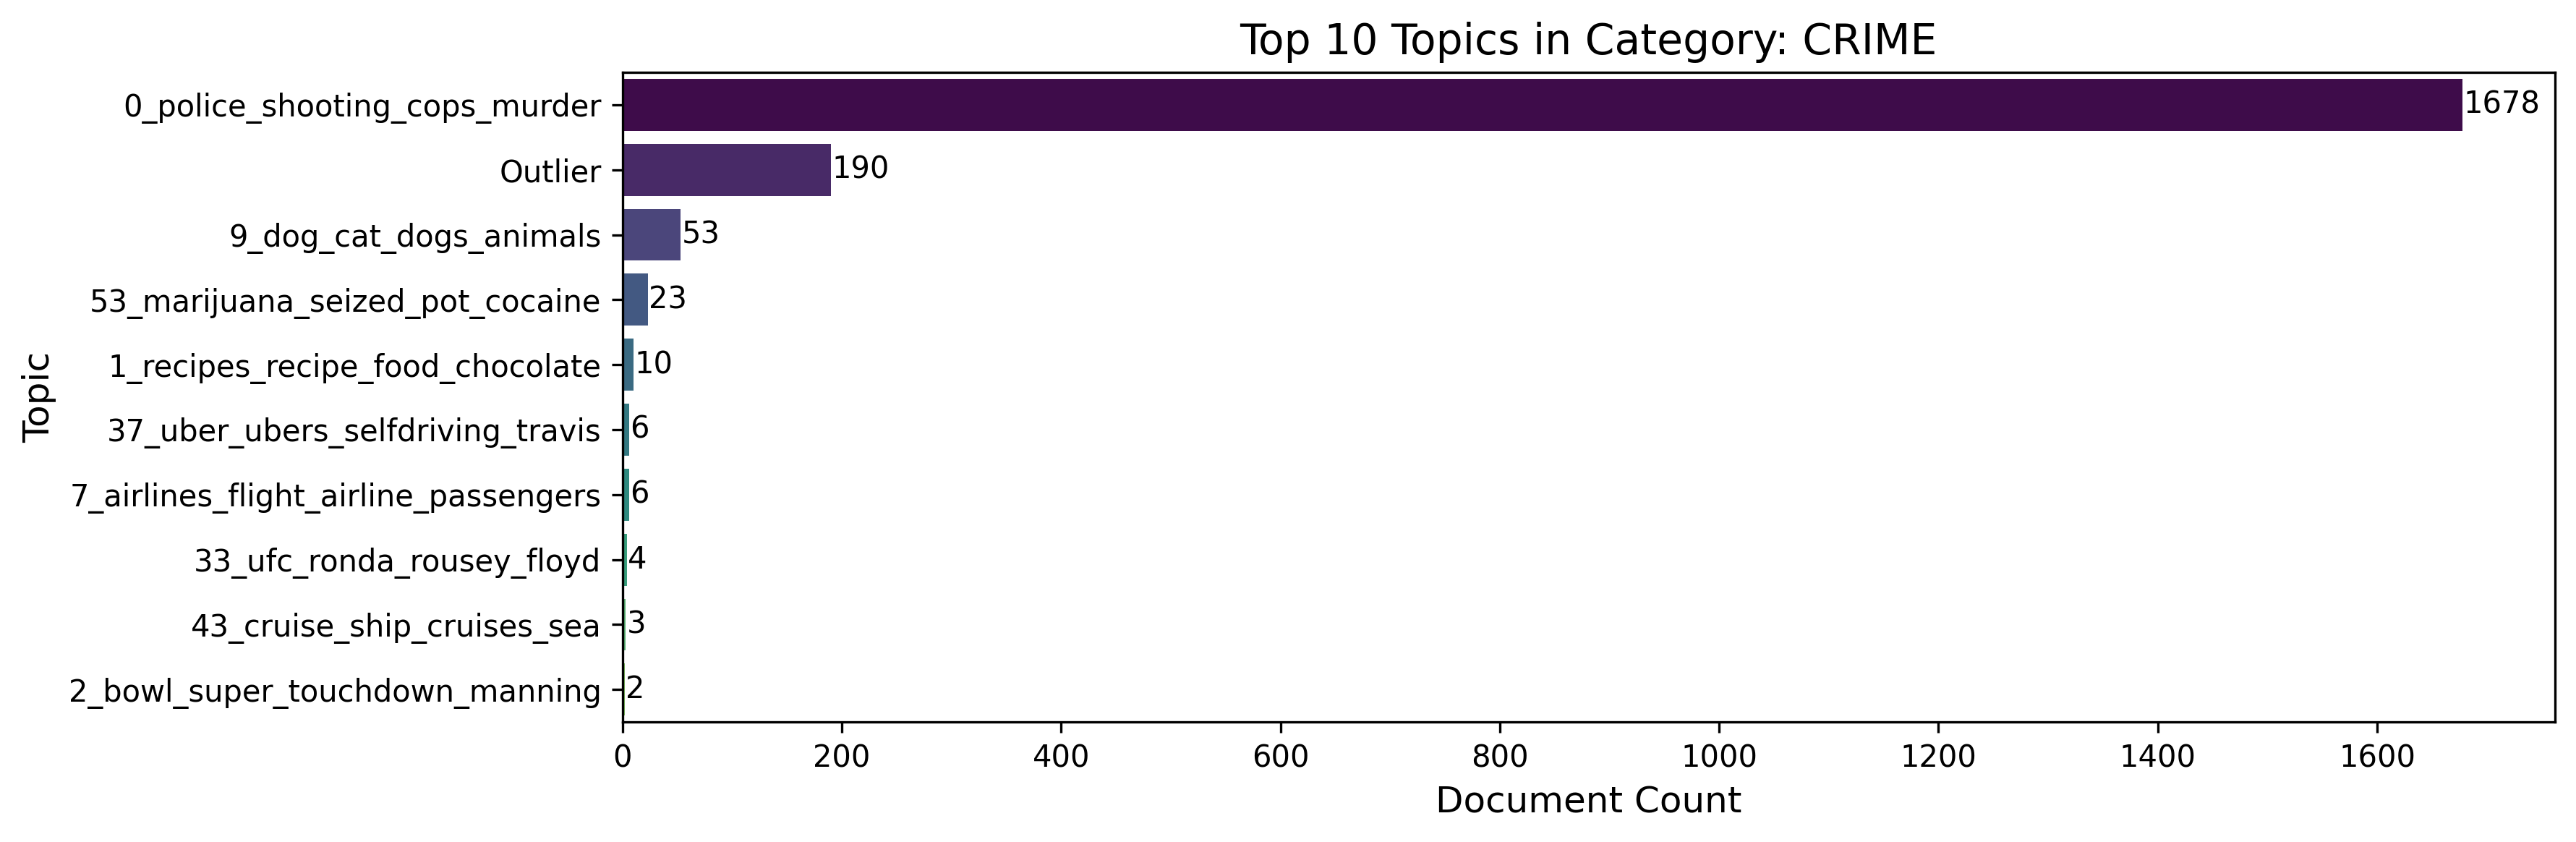 Top 10 Topics in Category: CRIME
0_police_shooting_cops_murder 1678
Outlier 190
9_dog_cat_dogs_animals 53
53_marijuana_seized_pot_cocaine 23
1_recipes_recipe_food_chocolate 10
37_uber_ubers_selfdriving_travis 6
7_airlines_flight_airline_passengers 6
33_ufc_ronda_rousey_floyd 4
43_cruise_ship_cruises_sea 3
2_bowl_super_touchdown_manning 2
Topic
0 200 400 600 800 1000 1200 1400 1600
Document Count